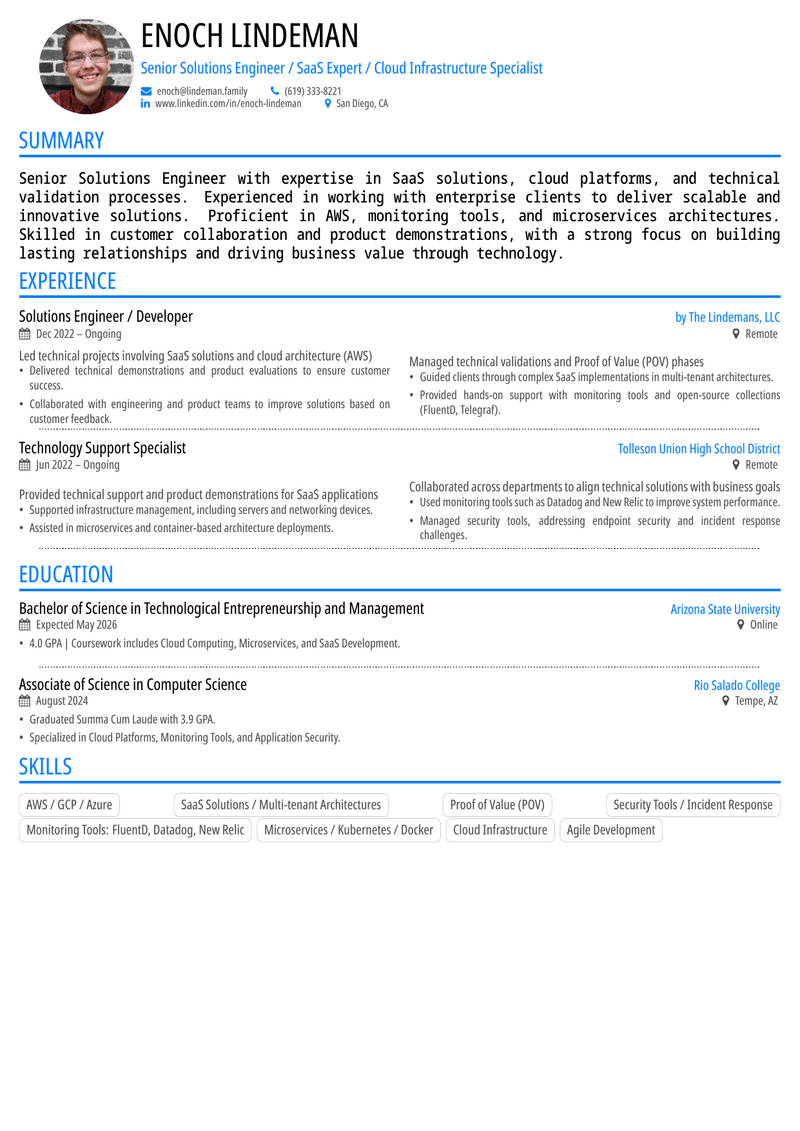 ENOCH LINDEMAN
Senior Solutions Engineer / SaaS Expert / Cloud Infrastructure Specialist
enoch@lindeman.family (619) 333-8221
www.linkedin.com/in/enoch-lindeman San Diego, CA
SUMMARY
Senior Solutions Engineer with expertise in SaaS solutions, cloud platforms, and technical
validation processes. Experienced in working with enterprise clients to deliver scalable and
innovative solutions. Proficient in AWS, monitoring tools, and microservices architectures.
Skilled in customer collaboration and product demonstrations, with a strong focus on building
lasting relationships and driving business value through technology.
EXPERIENCE
Solutions Engineer / Developer by The Lindemans, LLC
Dec 2022 – Ongoing Remote
Led technical projects involving SaaS solutions and cloud architecture (AWS)
• Delivered technical demonstrations and product evaluations to ensure customer
success.
• Collaborated with engineering and product teams to improve solutions based on
customer feedback.
Managed technical validations and Proof of Value (POV) phases
• Guided clients through complex SaaS implementations in multi-tenant architectures.
• Provided hands-on support with monitoring tools and open-source collections
(FluentD, Telegraf).
Technology Support Specialist Tolleson Union High School District
Jun 2022 – Ongoing Remote
Provided technical support and product demonstrations for SaaS applications
• Supported infrastructure management, including servers and networking devices.
• Assisted in microservices and container-based architecture deployments.
Collaborated across departments to align technical solutions with business goals
• Used monitoring tools such as Datadog and New Relic to improve system performance.
• Managed security tools, addressing endpoint security and incident response
challenges.
EDUCATION
Bachelor of Science in Technological Entrepreneurship and Management Arizona State University
Expected May 2026 Online
• 4.0 GPA | Coursework includes Cloud Computing, Microservices, and SaaS Development.
Associate of Science in Computer Science Rio Salado College
August 2024 Tempe, AZ
• Graduated Summa Cum Laude with 3.9 GPA.
• Specialized in Cloud Platforms, Monitoring Tools, and Application Security.
SKILLS
AWS / GCP / Azure SaaS Solutions / Multi-tenant Architectures Proof of Value (POV) Security Tools / Incident Response
Monitoring Tools: FluentD, Datadog, New Relic Microservices / Kubernetes / Docker Cloud Infrastructure Agile Development